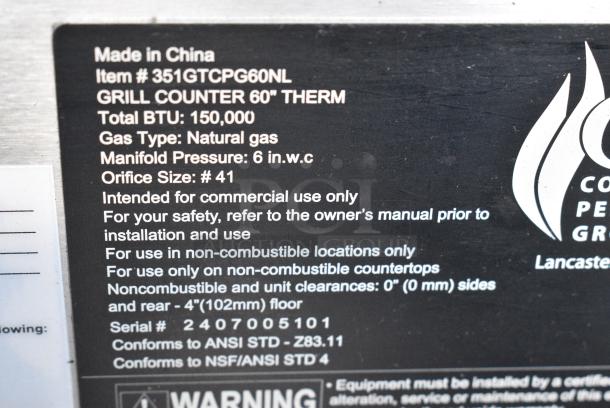 Made in China
Item # 351GTCPG60NL
GRILL COUNTER 60" THERM
Total BTU: 150,000
Gas Type: Natural gas
Manifold Pressure: 6 in.w.c
Orifice Size: # 41
Intended for commercial use only
For your safety, refer to the owner's manual prior to
installation and use
For use in non-combustible locations only
For use only on non-combustible countertops
Noncombustible and unit clearances: 0" (0 mm) sides
and rear - 4"(102mm) floor
Serial # 2407005101
Conforms to ANSI STD - Z83.11
Conforms to NSF/ANSI STD 4
WARNING
• Equipment must be installed by a
alteration, service or maintenance of this
Lancaster